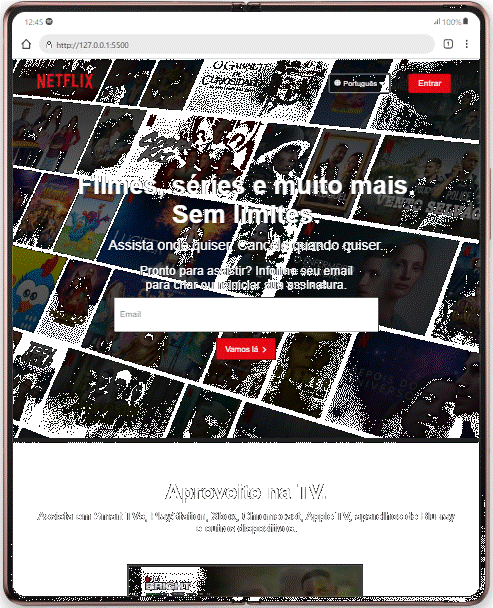 12:45
100%
http://127.0.0.1:5500
NETFLIX
Português
Entrar
Filmes, séries e muito mais.
Sem limites.
Assista onde quiser. Cancele quando quiser.
Pronto para assistir? Informe seu email
para criar ou reiniciar sua assinatura.
Email
Vamos lá
Aproveite na TV.
Assista em Smart TVs, PlayStation, Xbox, Chromecast, Apple TV, aparelhos de Blu-ray
e outros dispositivos.
BRIGHT